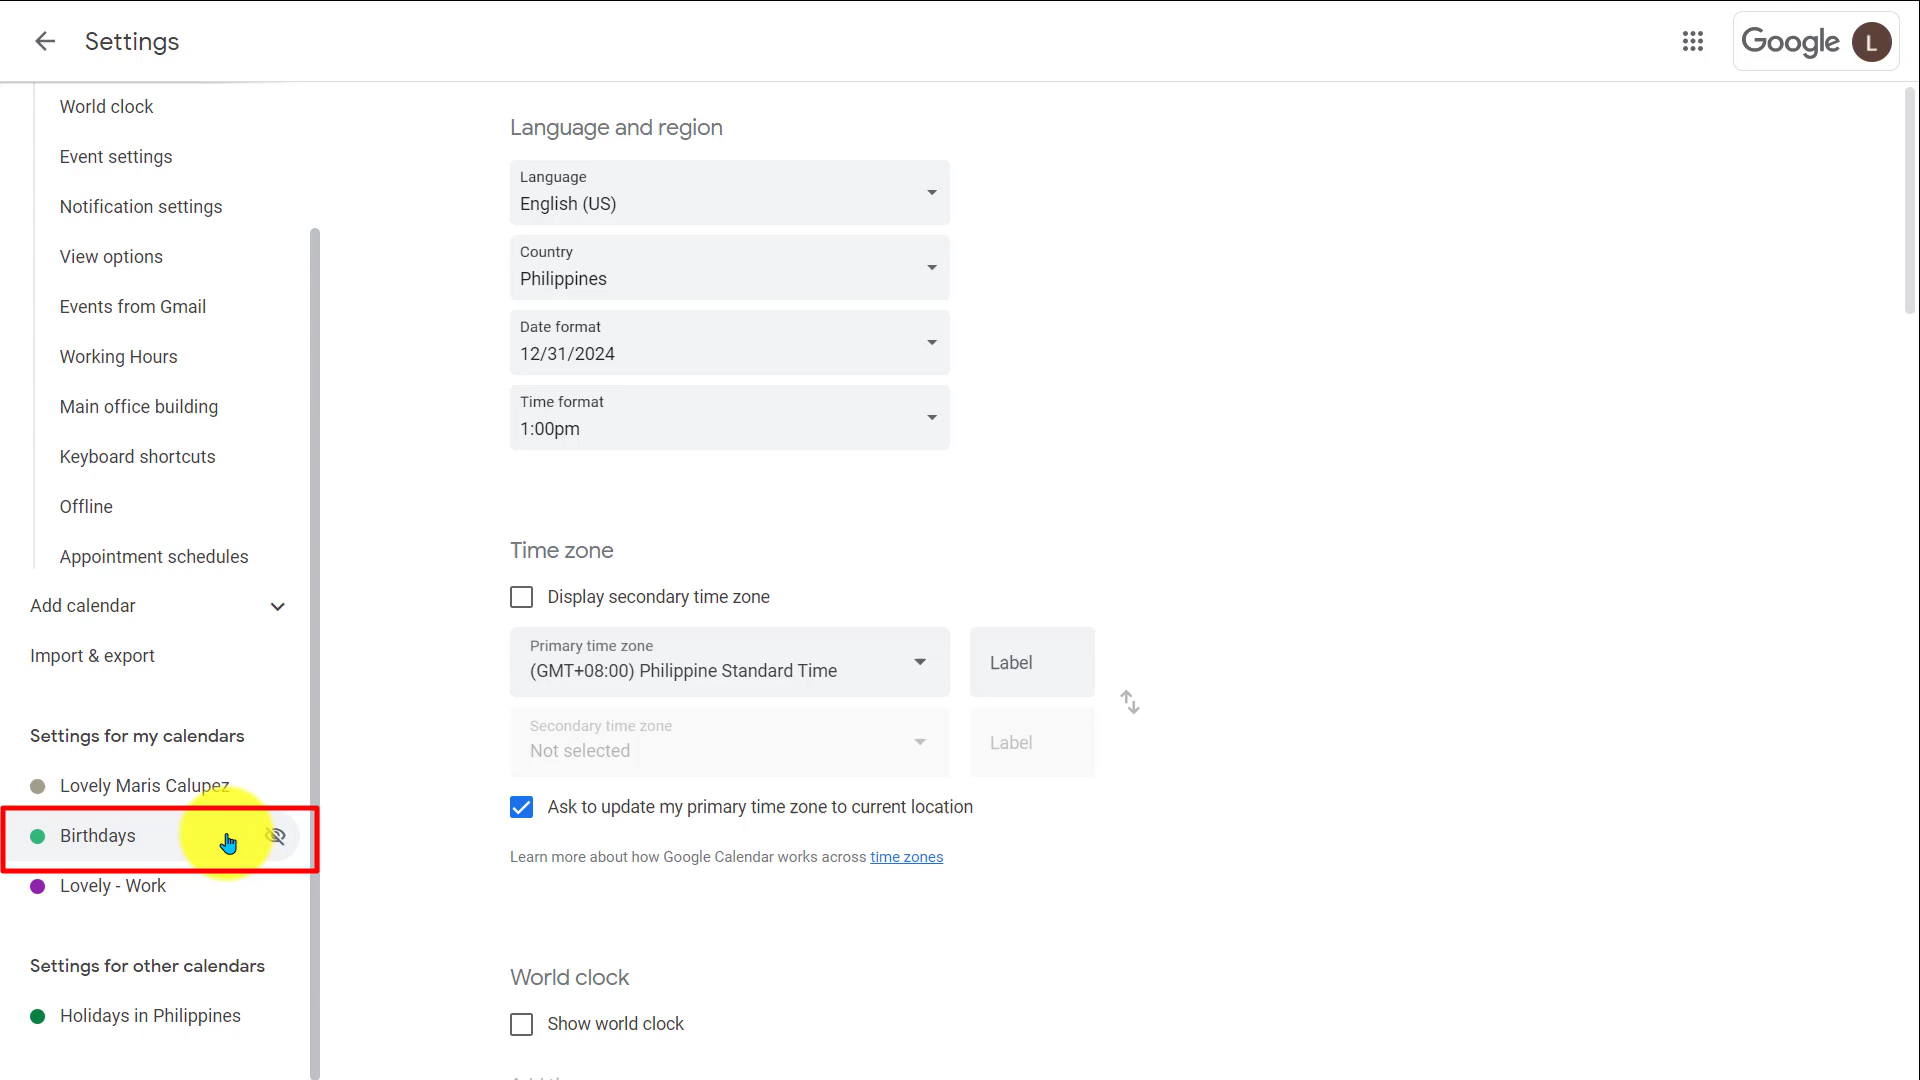 Settings
Google
L
World clock
Event settings
Notification settings
View options
Events from Gmail
Working Hours
Main office building
Keyboard shortcuts
Offline
Appointment schedules
Add calendar
Import & export
Settings for my calendars
Lovely Maris Calupez
Birthdays
Lovely - Work
Settings for other calendars
Holidays in Philippines
Language and region
Language
English (US)
Country
Philippines
Date format
12/31/2024
Time format
1:00pm
Time zone
Display secondary time zone
Primary time zone
(GMT+08:00) Philippine Standard Time
Label
Secondary time zone
Not selected
Label
Ask to update my primary time zone to current location
Learn more about how Google Calendar works across time zones
World clock
Show world clock